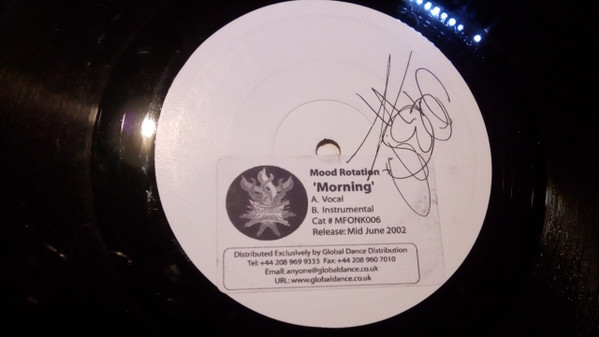 Mood Rotation
'Morning'
A. Vocal
B. Instrumental
Cat # MFONK006
Release: Mid June 2002
Distributed Exclusively by Global Dance Distribution
Tel: +44 208 969 9333 Fax: +44 208 960 7010
Email: anyone@globaldance.co.uk
URL: www.globaldance.co.uk